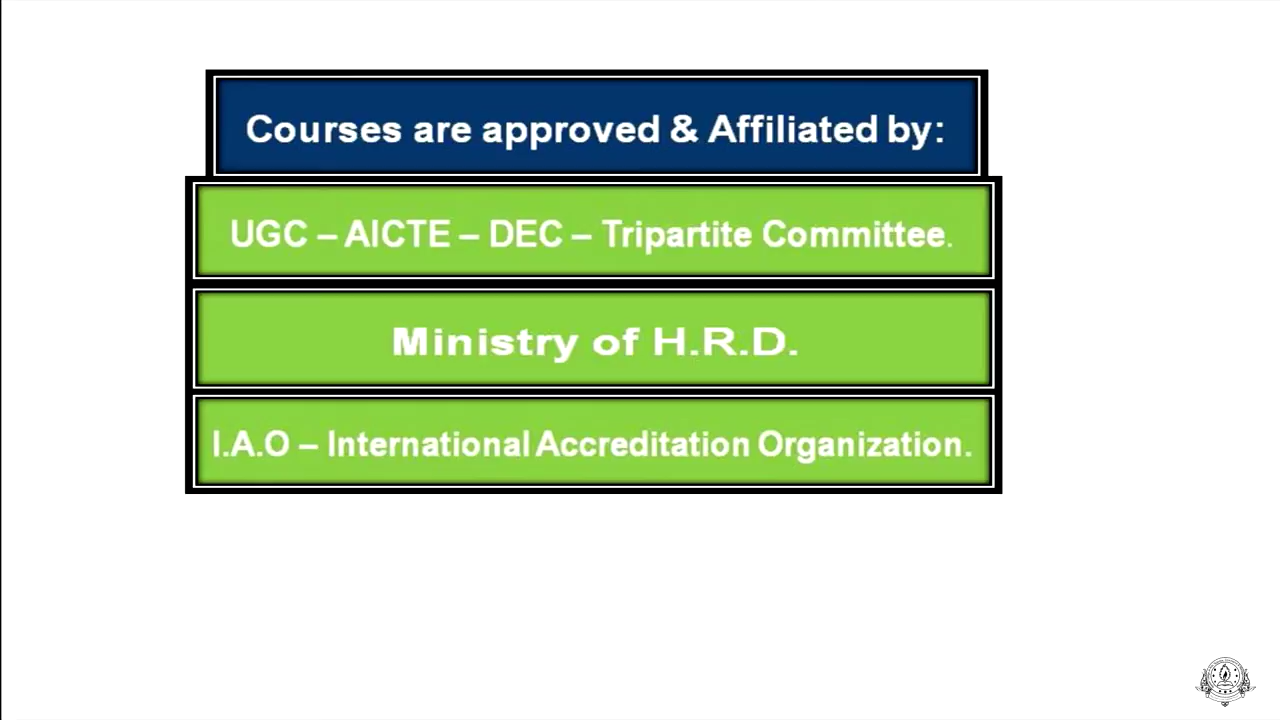 Courses are approved & Affiliated by:
UGC – AICTE – DEC – Tripartite Committee.
Ministry of H.R.D.
I.A.O – International Accreditation Organization.